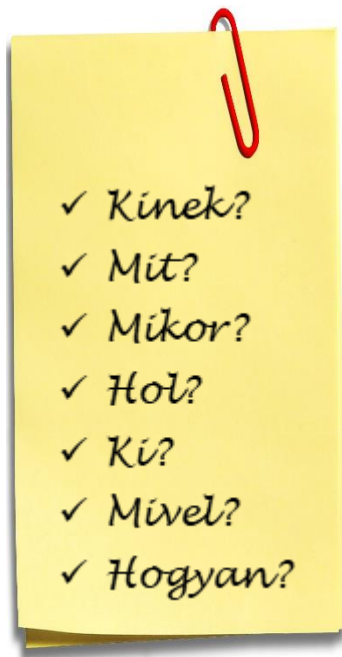 ✓ Kinek?
✓ Mit?
✓ Mikor?
✓ Hol?
✓ Ki?
✓ Mivel?
✓ Hogyan?